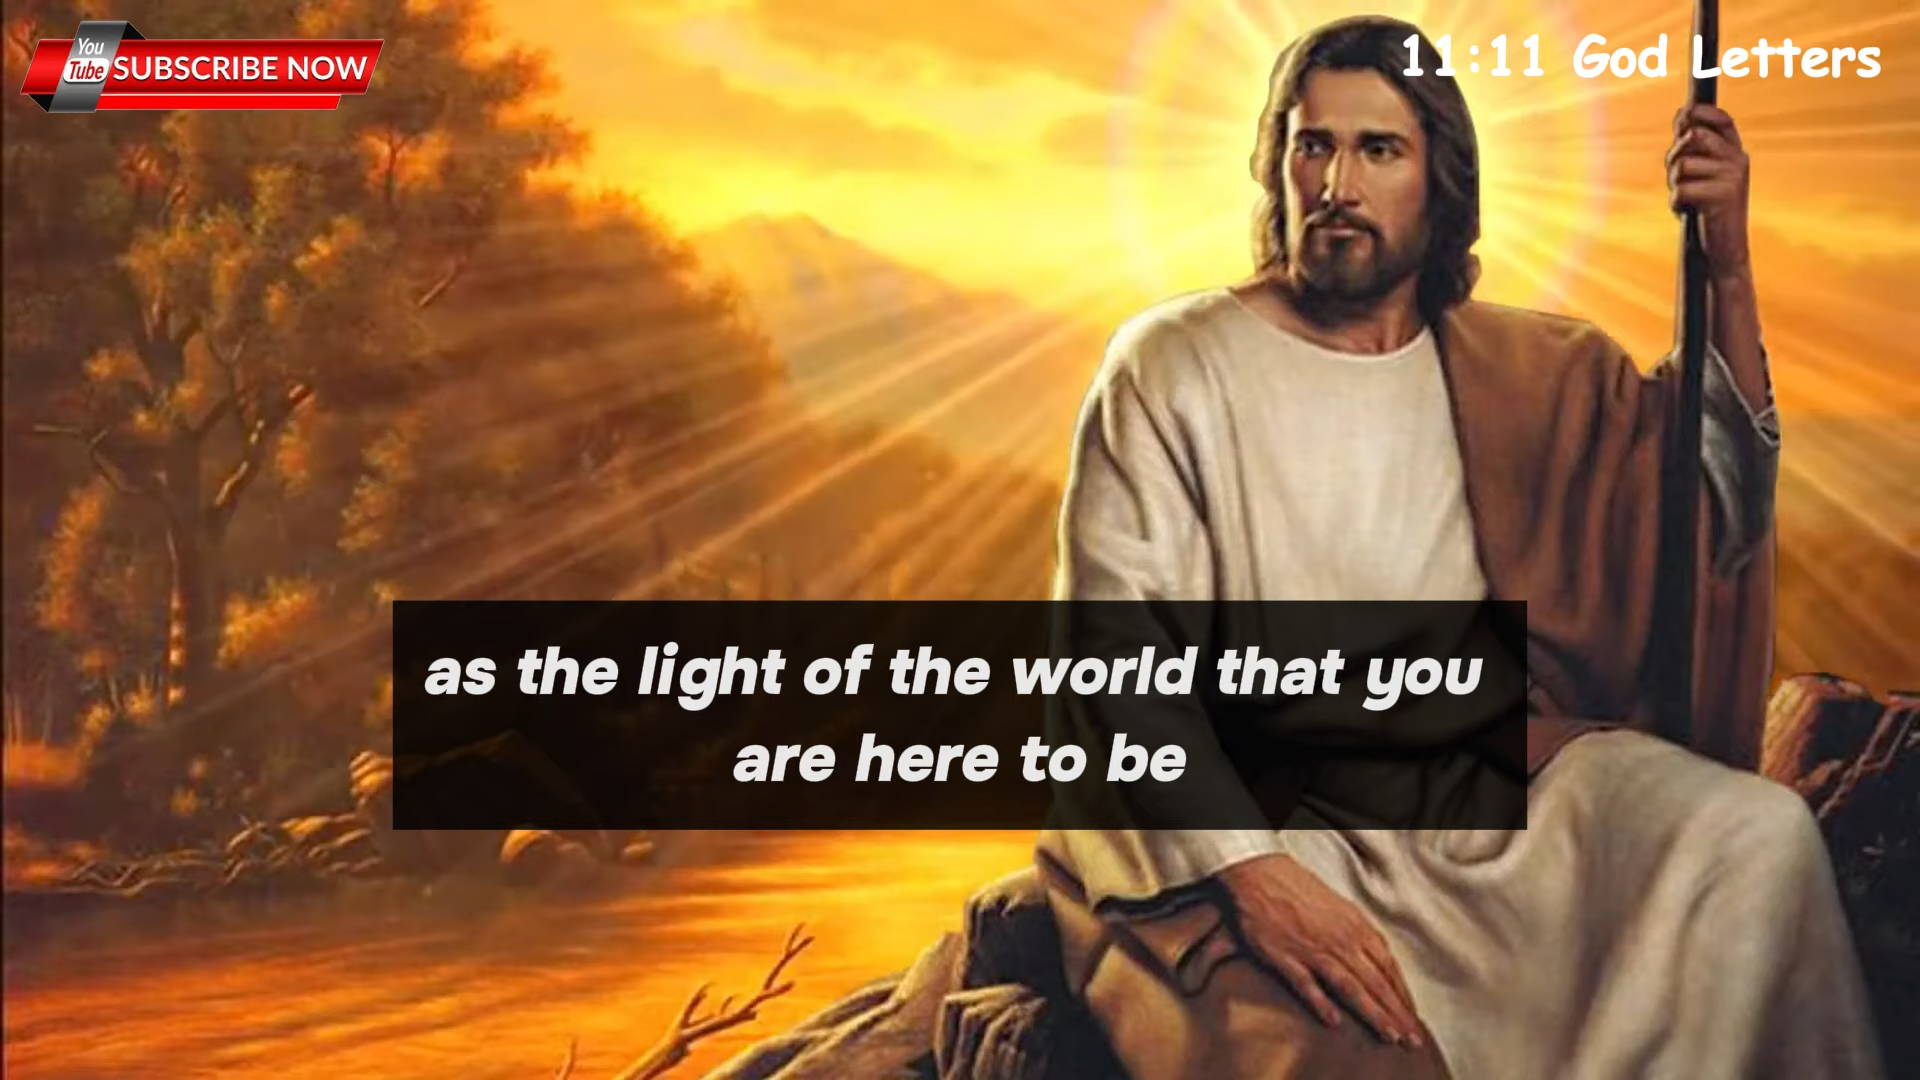 You
Tube
SUBSCRIBE NOW
11:11 God Letters
as the light of the world that you
are here to be